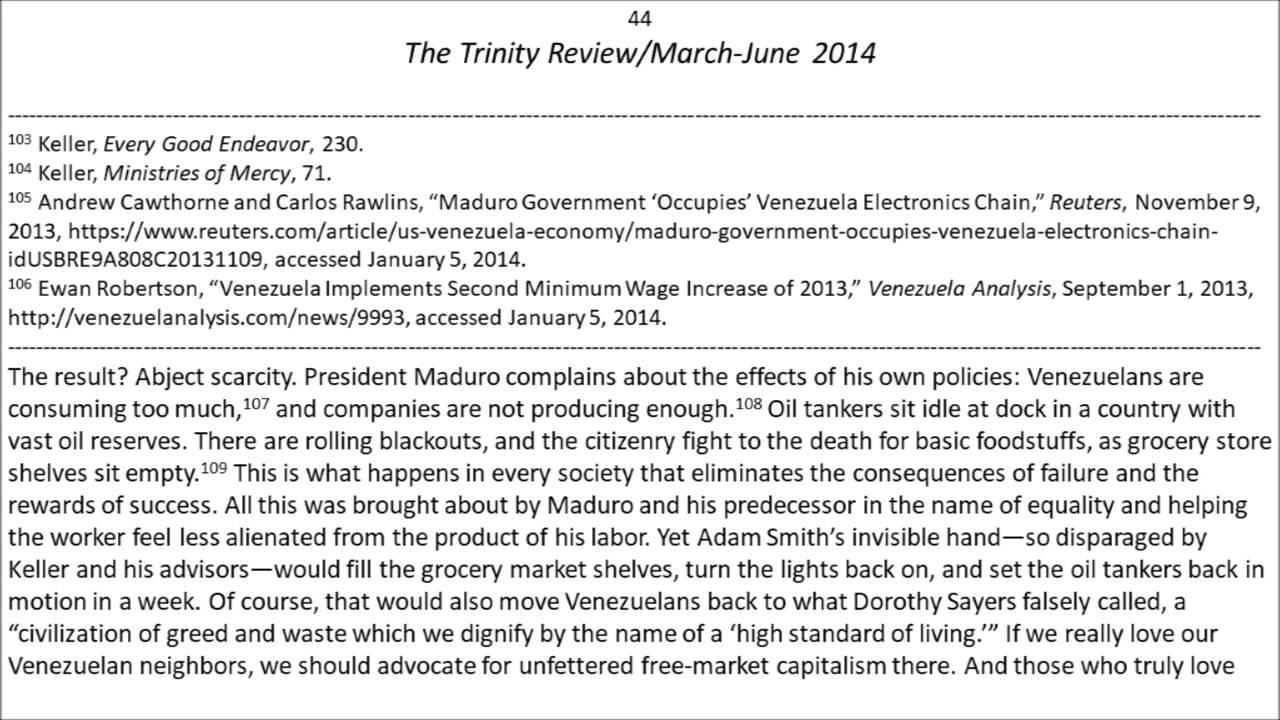 44
The Trinity Review/March-June 2014
--------------------------------------------------------------------------------
103 Keller, Every Good Endeavor, 230.
104 Keller, Ministries of Mercy, 71.
105 Andrew Cawthorne and Carlos Rawlins, “Maduro Government ‘Occupies’ Venezuela Electronics Chain,” Reuters, November 9,
2013, https://www.reuters.com/article/us-venezuela-economy/maduro-government-occupies-venezuela-electronics-chain-
idUSBRE9A808C20131109, accessed January 5, 2014.
106 Ewan Robertson, “Venezuela Implements Second Minimum Wage Increase of 2013,” Venezuela Analysis, September 1, 2013,
http://venezuelanalysis.com/news/9993, accessed January 5, 2014.
--------------------------------------------------------------------------------
The result? Abject scarcity. President Maduro complains about the effects of his own policies: Venezuelans are
consuming too much,107 and companies are not producing enough.108 Oil tankers sit idle at dock in a country with
vast oil reserves. There are rolling blackouts, and the citizenry fight to the death for basic foodstuffs, as grocery store
shelves sit empty.109 This is what happens in every society that eliminates the consequences of failure and the
rewards of success. All this was brought about by Maduro and his predecessor in the name of equality and helping
the worker feel less alienated from the product of his labor. Yet Adam Smith’s invisible hand—so disparaged by
Keller and his advisors—would fill the grocery market shelves, turn the lights back on, and set the oil tankers back in
motion in a week. Of course, that would also move Venezuelans back to what Dorothy Sayers falsely called, a
“civilization of greed and waste which we dignify by the name of a ‘high standard of living.’” If we really love our
Venezuelan neighbors, we should advocate for unfettered free-market capitalism there. And those who truly love